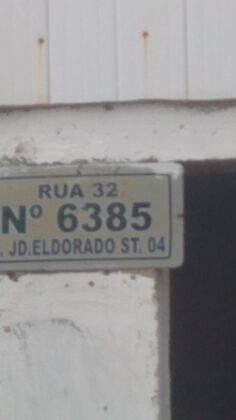 RUA 32
Nº 6385
. JD.ELDORADO ST. 04